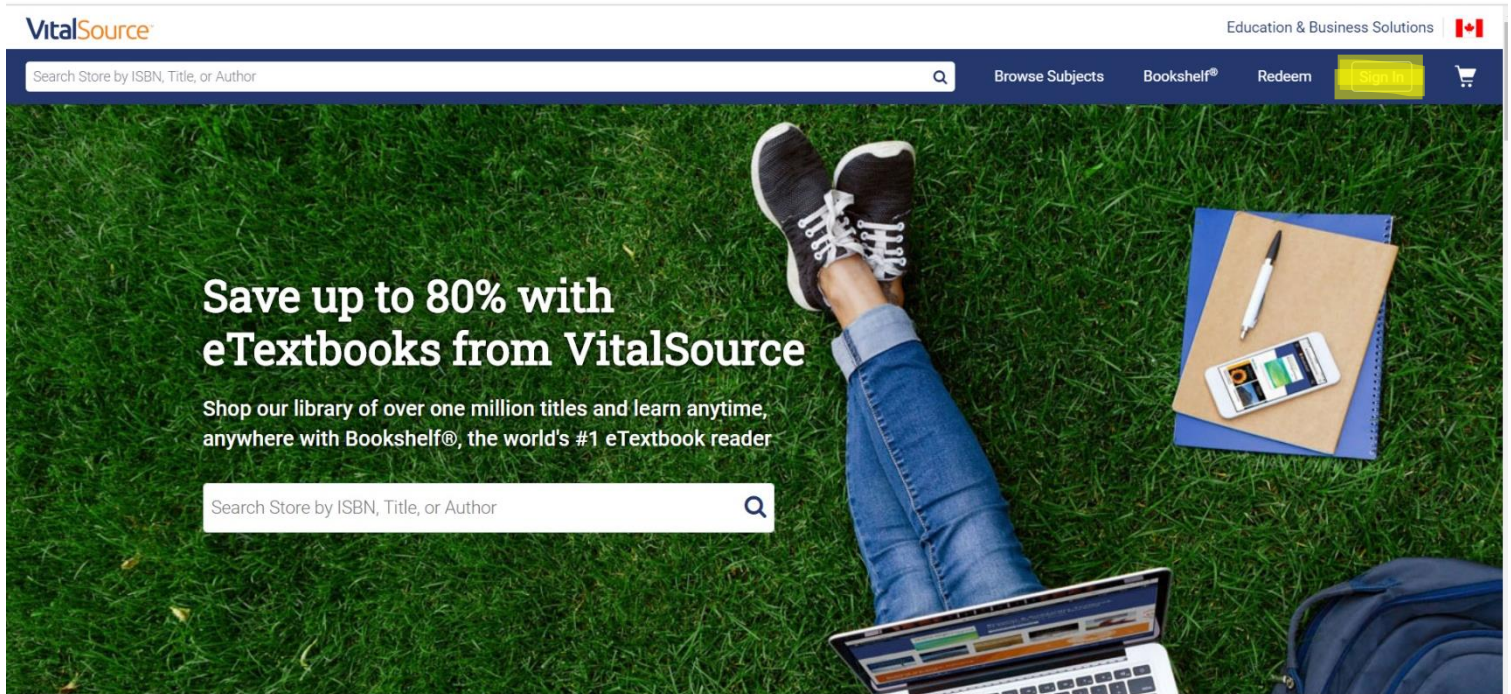 VitalSource
Education & Business Solutions
Search Store by ISBN, Title, or Author
Browse Subjects
Bookshelf®
Redeem
Sign In
Save up to 80% with
eTextbooks from VitalSource
Shop our library of over one million titles and learn anytime,
anywhere with Bookshelf®, the world's #1 eTextbook reader
Search Store by ISBN, Title, or Author